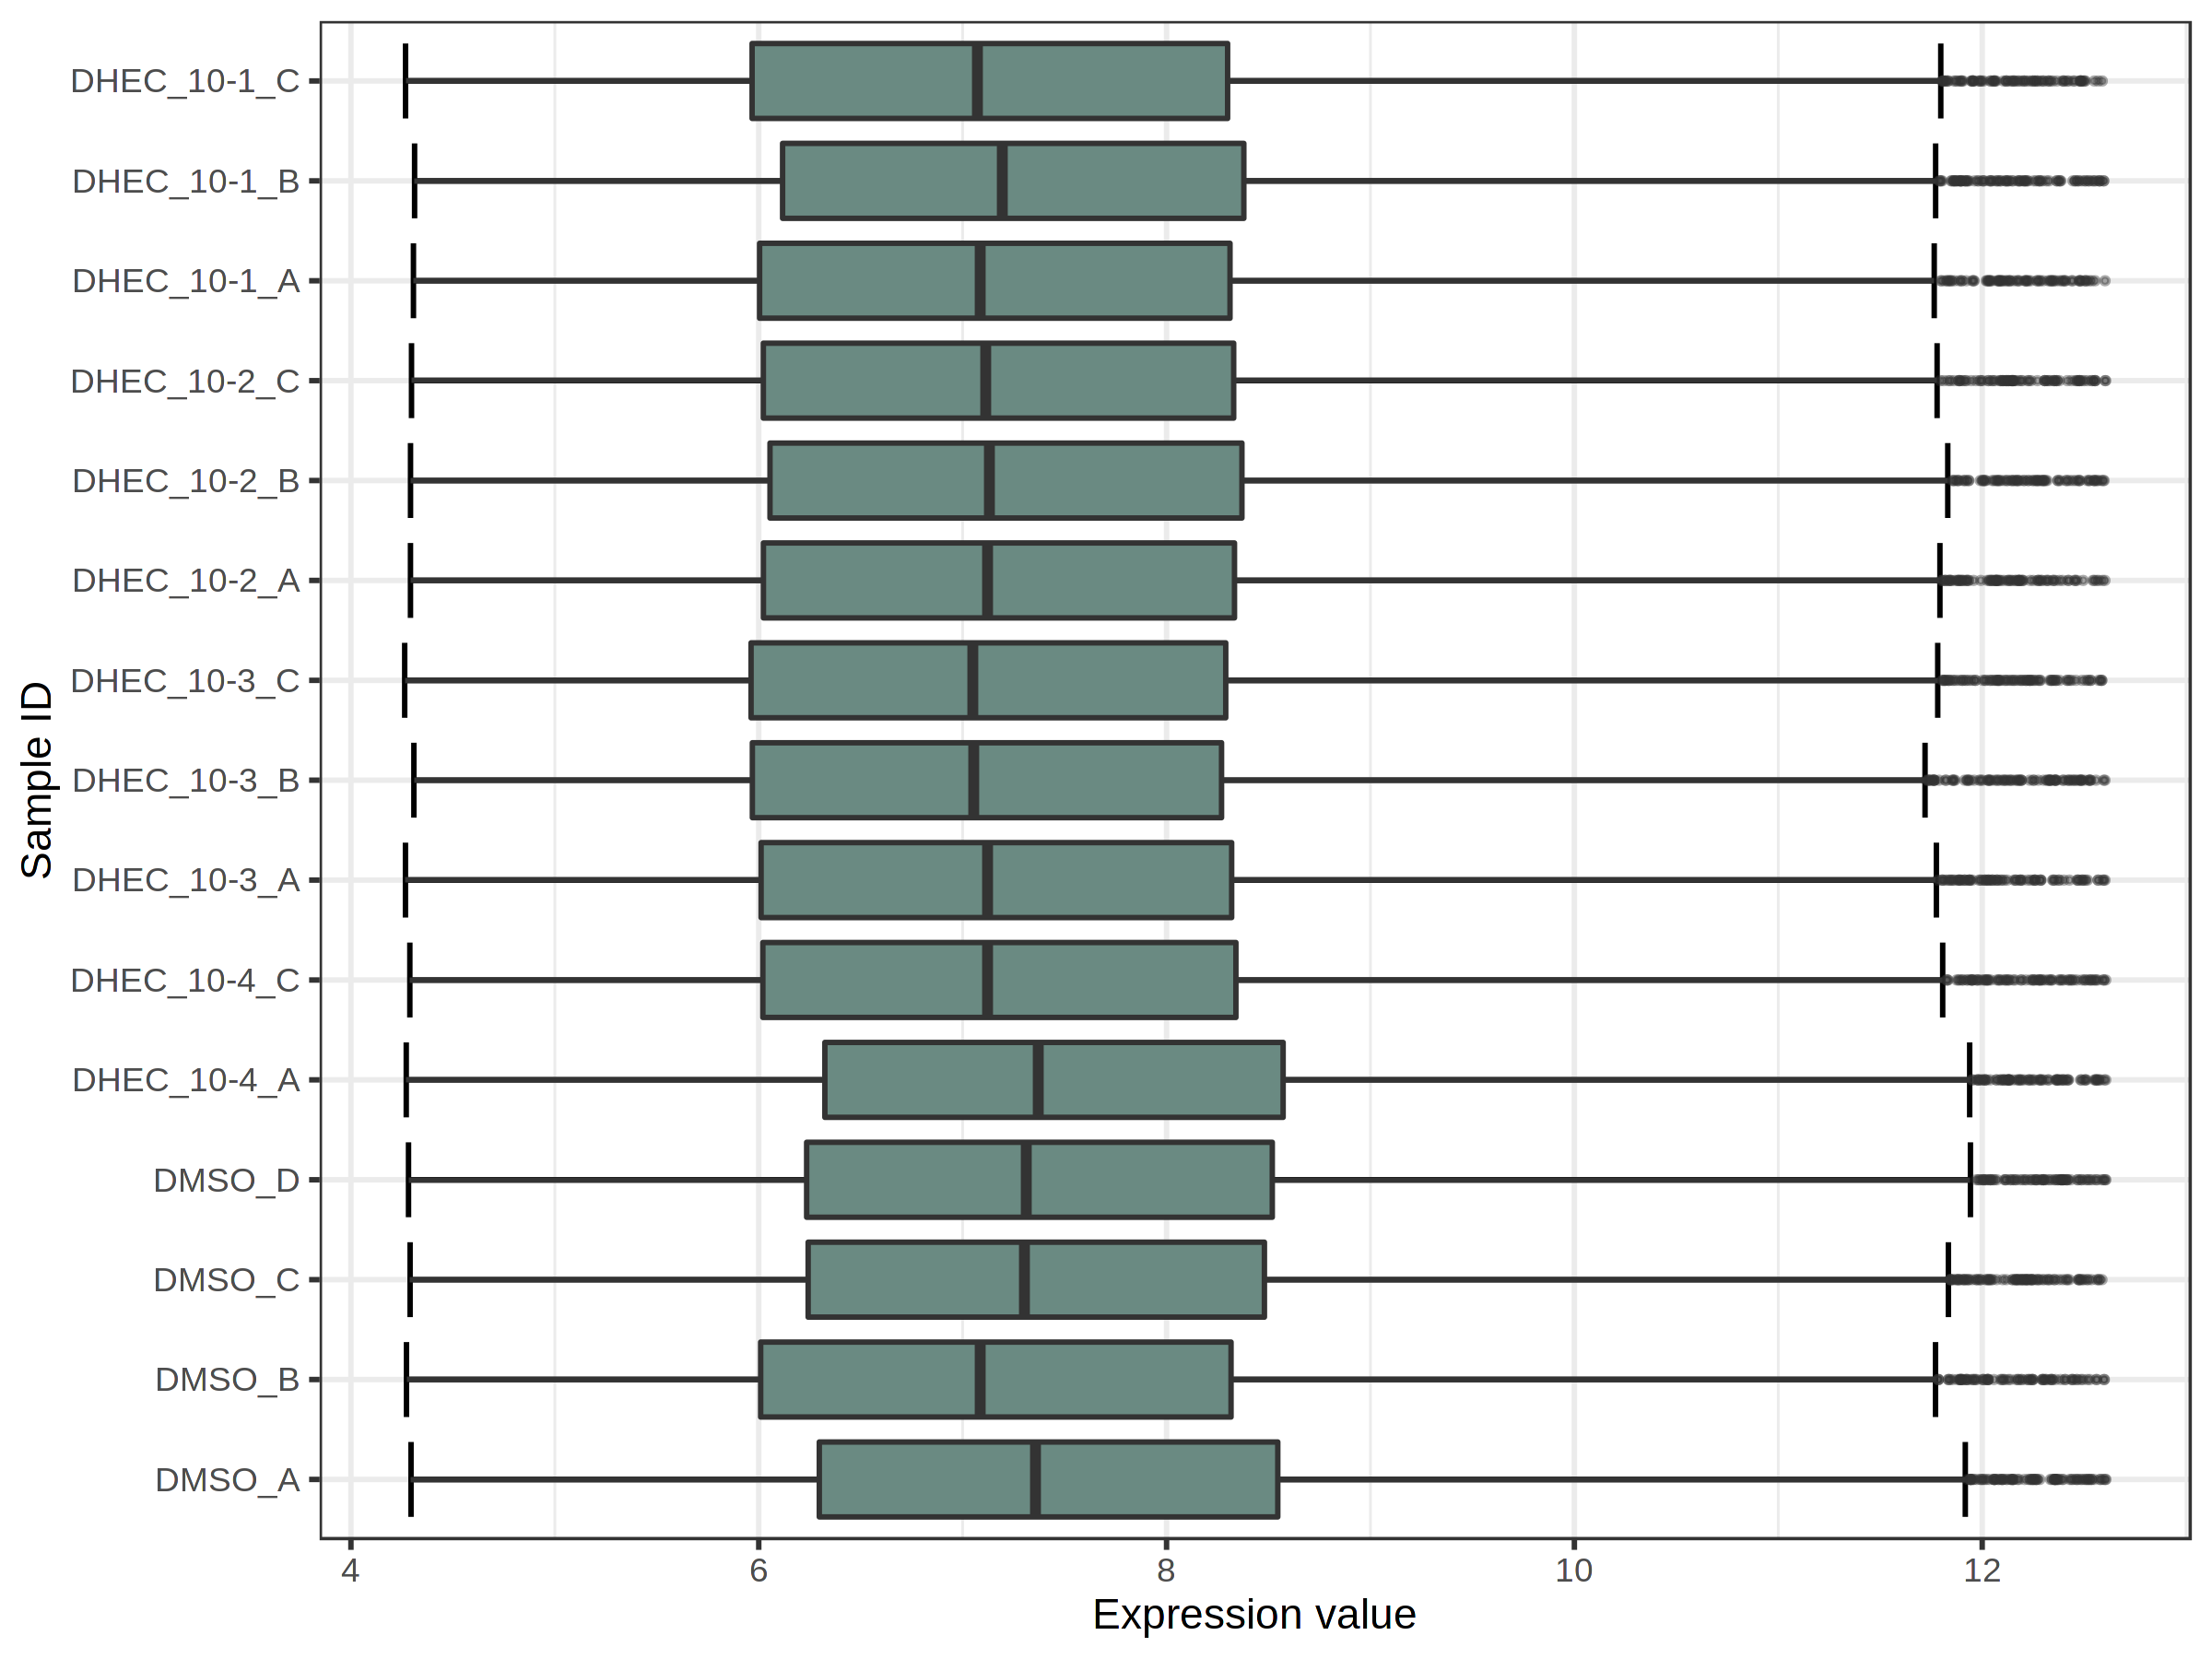 DHEC_10-1_C
DHEC_10-1_B
DHEC_10-1_A
DHEC_10-2_C
DHEC_10-2_B
DHEC_10-2_A
DHEC_10-3_C
DHEC_10-3_B
DHEC_10-3_A
DHEC_10-4_C
DHEC_10-4_A
DMSO_D
DMSO_C
DMSO_B
DMSO_A
Sample ID
4 6 8 10 12
Expression value